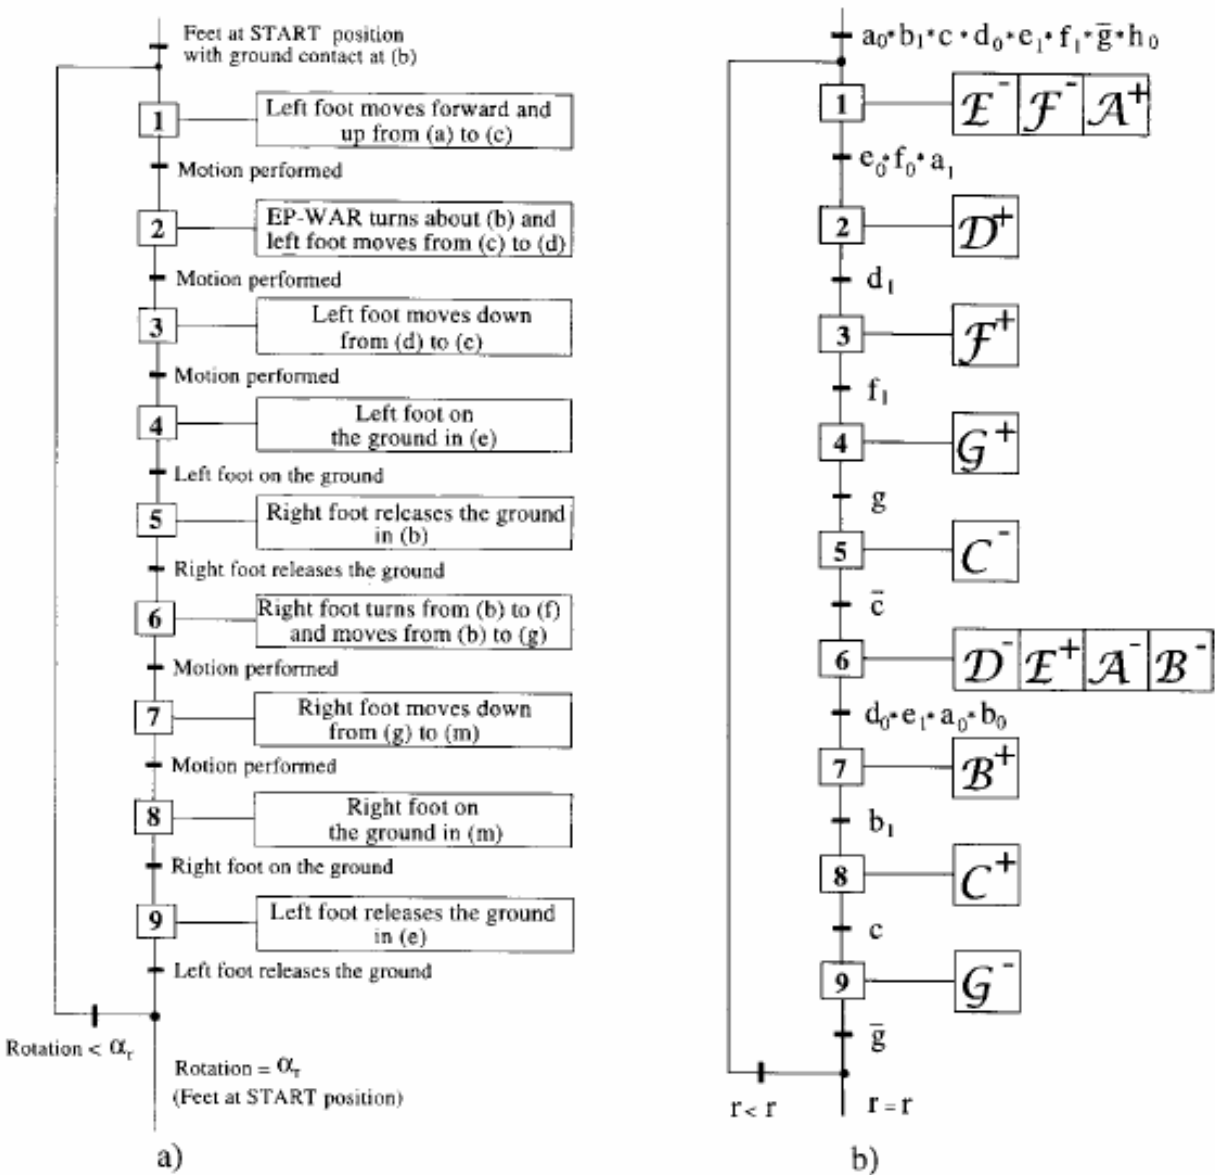 Feet at START position
with ground contact at (b)
1
Left foot moves forward and
up from (a) to (c)
Motion performed
2
EP-WAR turns about (b) and
left foot moves from (c) to (d)
Motion performed
3
Left foot moves down
from (d) to (c)
Motion performed
4
Left foot on
the ground in (e)
Left foot on the ground
5
Right foot releases the ground
in (b)
Right foot releases the ground
6
Right foot turns from (b) to (f)
and moves from (b) to (g)
Motion performed
7
Right foot moves down
from (g) to (m)
Motion performed
8
Right foot on
the ground in (m)
Right foot on the ground
9
Left foot releases the ground
in (e)
Left foot releases the ground
Rotation < αᵣ
Rotation = αᵣ
(Feet at START position)
a)
a₀•b₁•c•d₀•e₁•f₁•g̅•h₀
1
E⁻ F⁻ A⁺
e₀•f₀•a₁
2
D⁺
d₁
3
F⁺
f₁
4
G⁺
g
5
C⁻
c̅
6
D⁻ E⁺ A⁻ B⁻
d₀•e₁•a₀•b₀
7
B⁺
b₁
8
C⁺
c
9
G⁻
g̅
r < r
r = r
b)